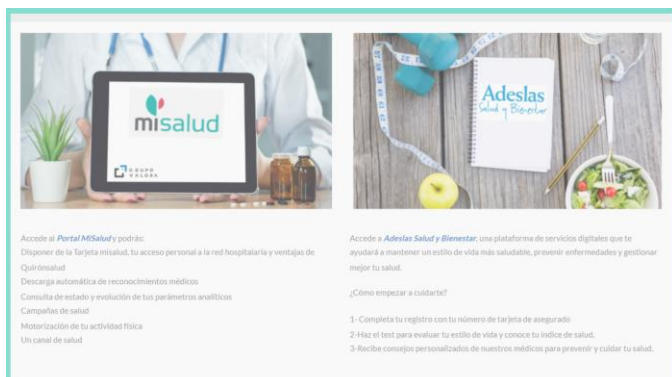 misalud
GRUPO
VALORA
Accede al Portal MiSalud y podrás:
Disponer de la Tarjeta misalud, tu acceso personal a la red hospitalaria y ventajas de
Quirónsalud
Descarga automática de reconocimientos médicos
Consulta de estado y evolución de tus parámetros analíticos
Campañas de salud
Motorización de tu actividad física
Un canal de salud
Adeslas
Salud y Bienestar
Accede a Adeslas Salud y Bienestar, una plataforma de servicios digitales que te
ayudará a mantener un estilo de vida más saludable, prevenir enfermedades y gestionar
mejor tu salud.
¿Cómo empezar a cuidarte?
1- Completa tu registro con tu número de tarjeta de asegurado
2-Haz el test para evaluar tu estilo de vida y conoce tu índice de salud.
3-Recibe consejos personalizados de nuestros médicos para prevenir y cuidar tu salud.